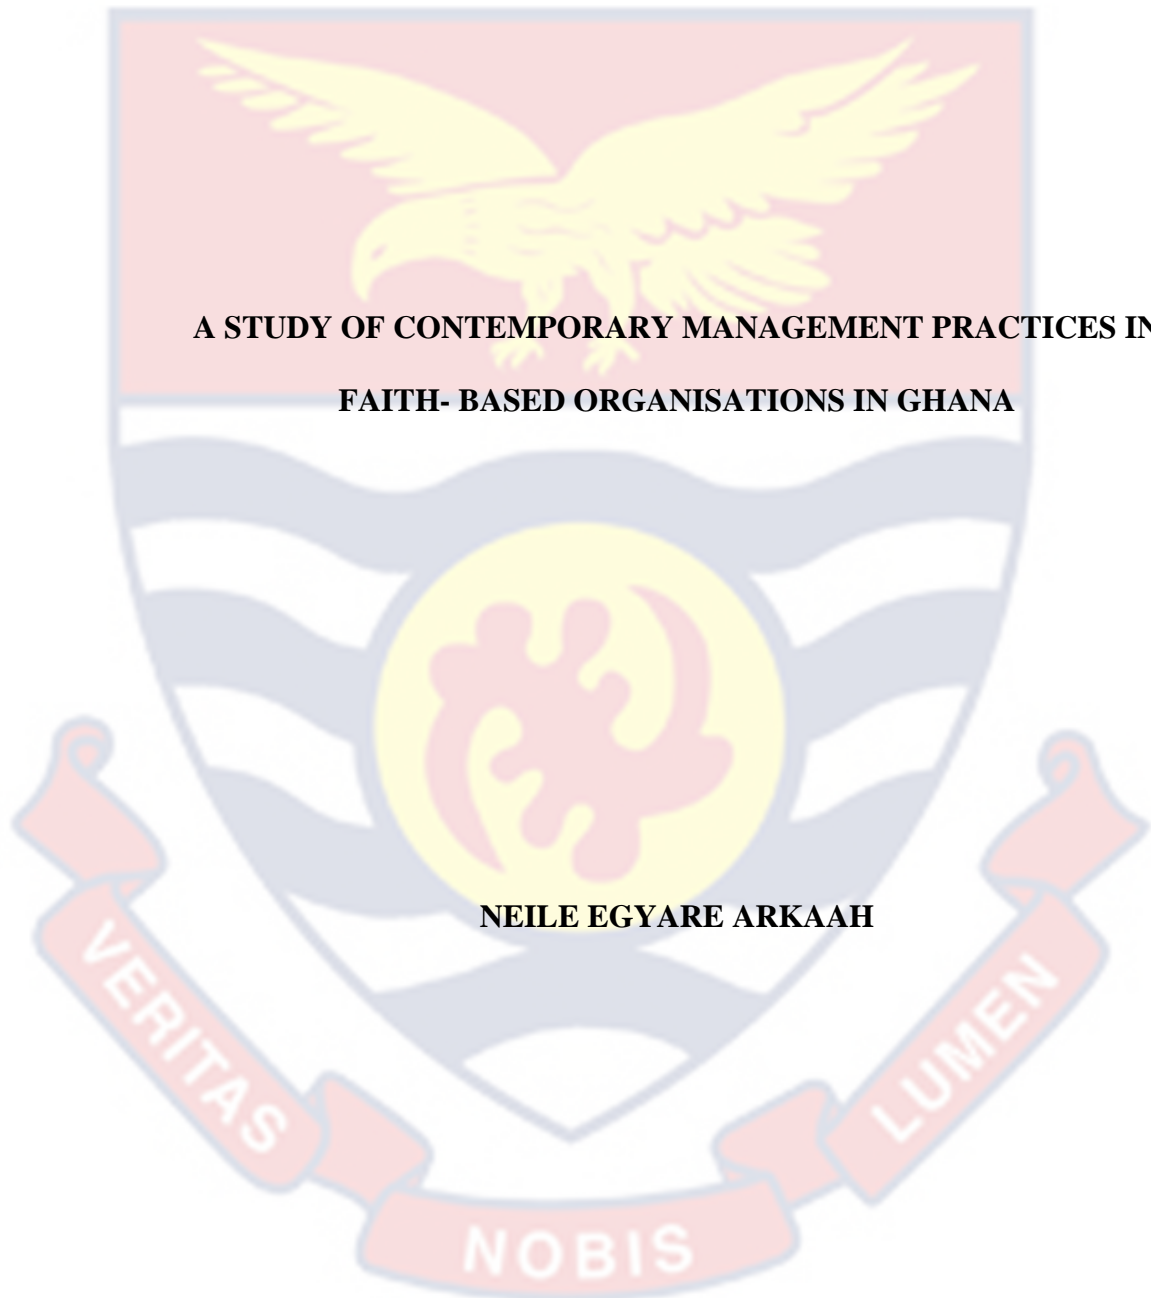 A STUDY OF CONTEMPORARY MANAGEMENT PRACTICES IN
FAITH- BASED ORGANISATIONS IN GHANA
NEILE EGYARE ARKAAH
VERITAS
NOBIS
LUMEN